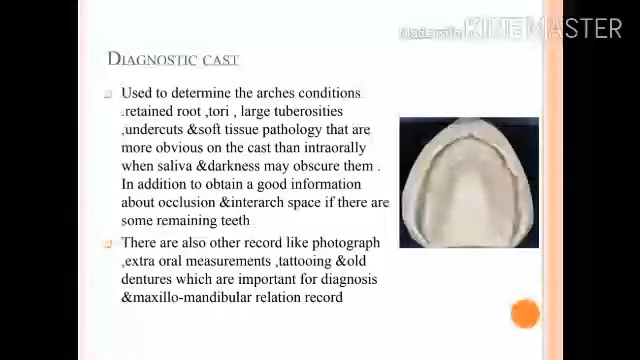 Made with KINEMASTER
DIAGNOSTIC CAST
Used to determine the arches conditions
.retained root ,tori , large tuberosities
,undercuts &soft tissue pathology that are
more obvious on the cast than intraorally
when saliva &darkness may obscure them .
In addition to obtain a good information
about occlusion &interarch space if there are
some remaining teeth
There are also other record like photograph
,extra oral measurements ,tattooing &old
dentures which are important for diagnosis
&maxillo-mandibular relation record